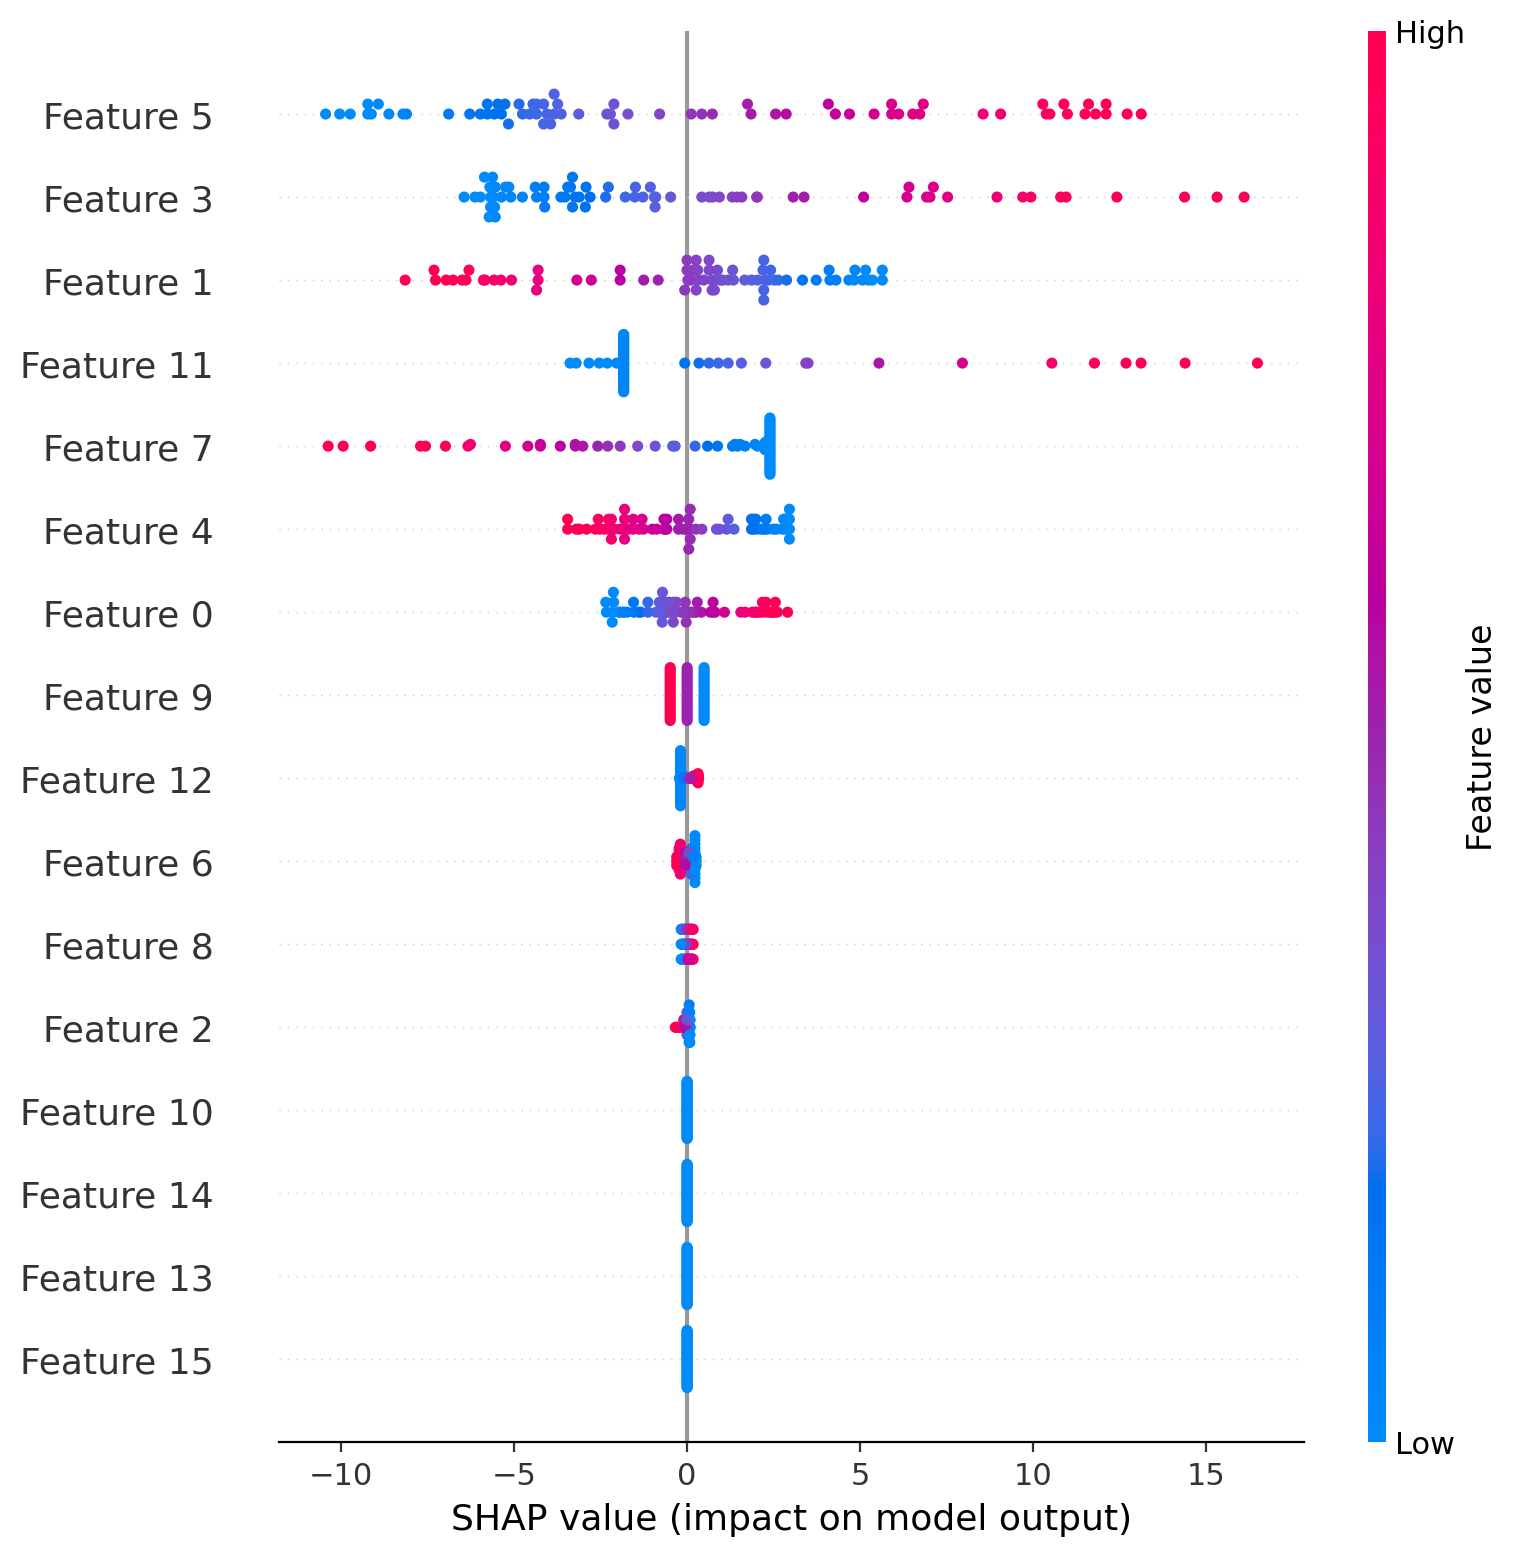 High
Feature 5
Feature 3
Feature 1
Feature 11
Feature 7
Feature 4
Feature 0
Feature 9
Feature 12
Feature 6
Feature 8
Feature 2
Feature 10
Feature 14
Feature 13
Feature 15
Feature value
Low
−10 −5 0 5 10 15
SHAP value (impact on model output)